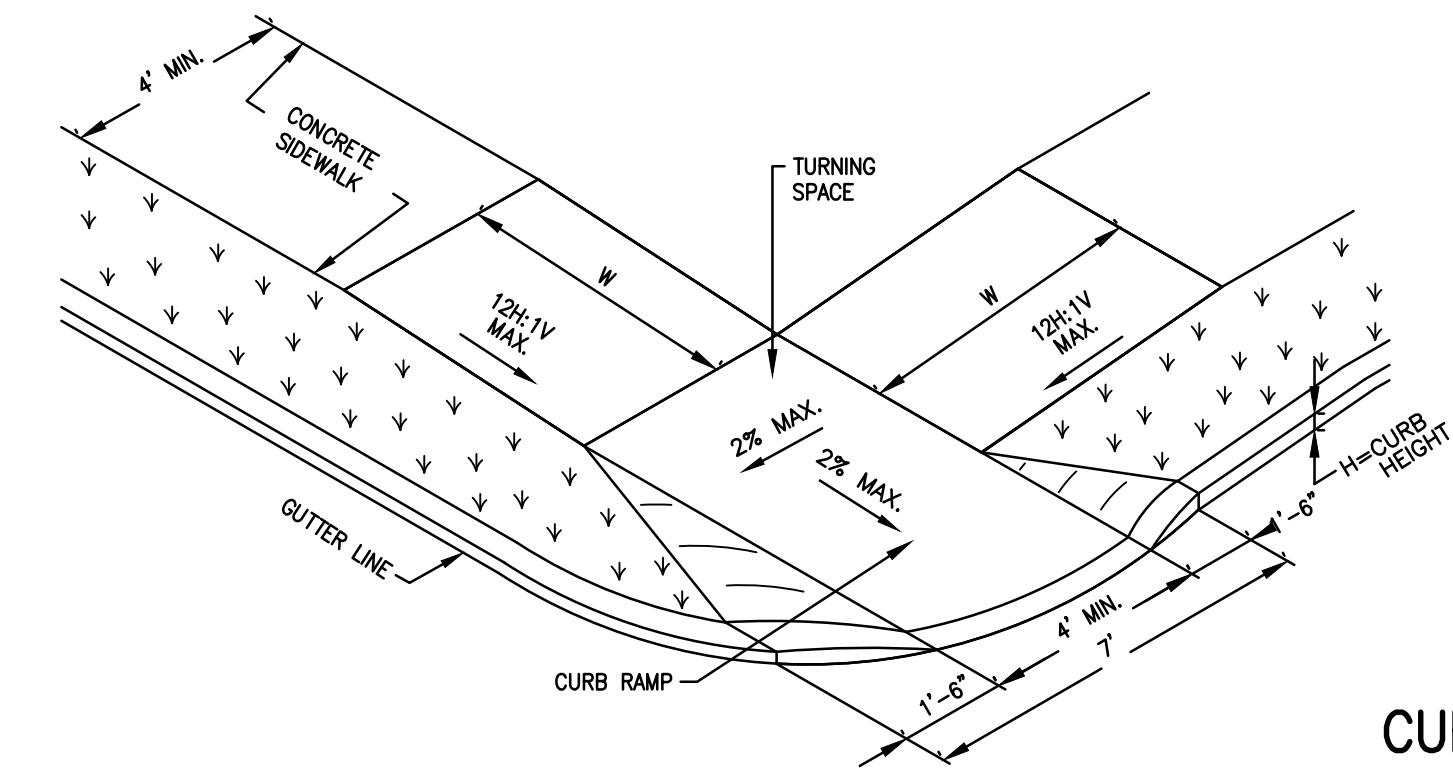 4' MIN.
CONCRETE
SIDEWALK
TURNING
SPACE
W
W
12H:1V
MAX.
12H:1V
MAX.
2% MAX.
2% MAX.
H=CURB
HEIGHT
GUTTER LINE
1'-6"
4' MIN.
7'
CURB RAMP
1'-6"